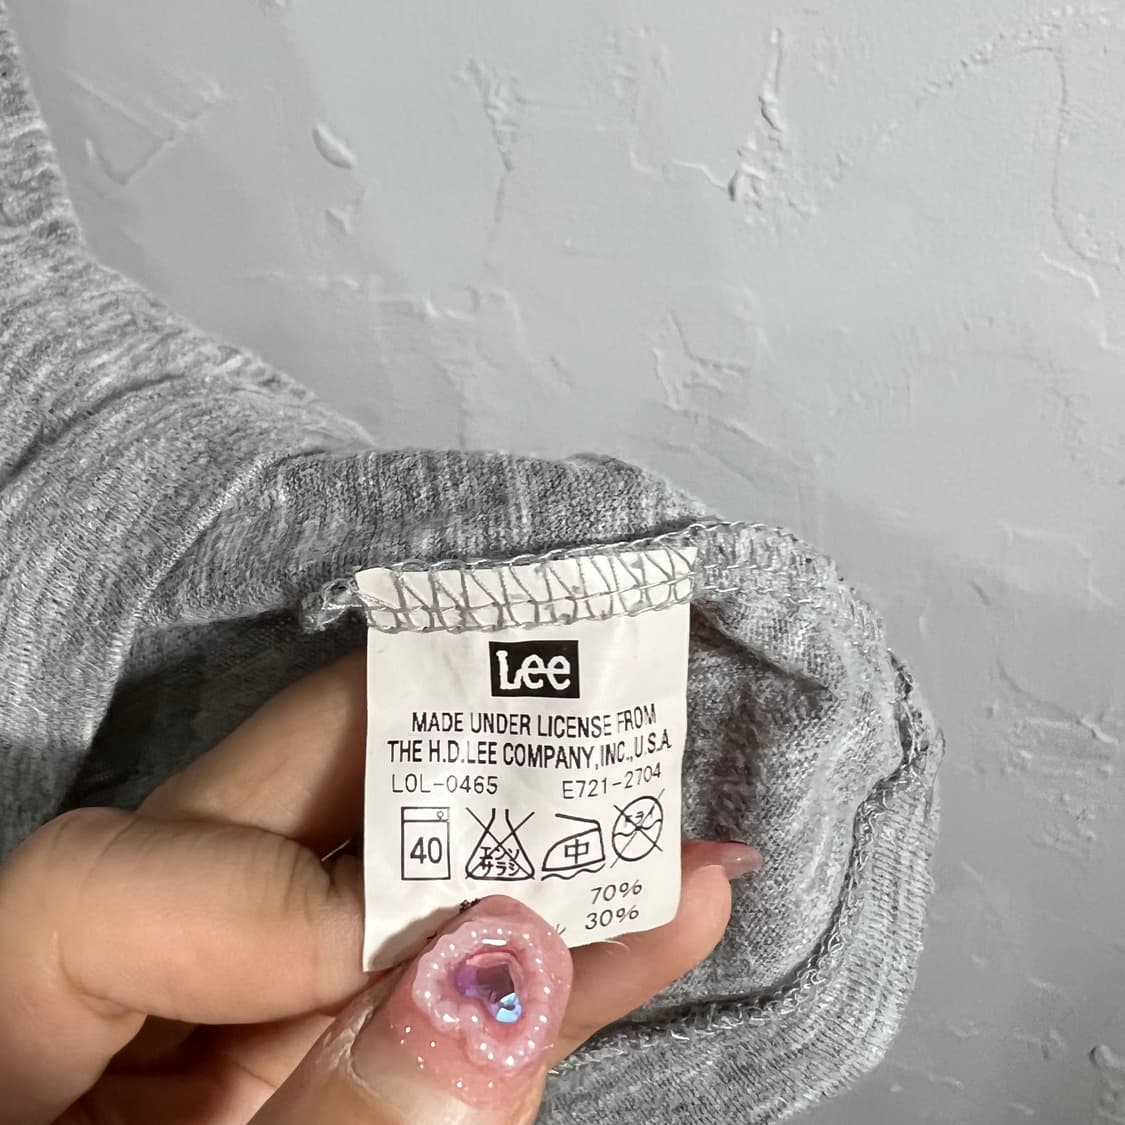 Lee
MADE UNDER LICENSE FROM
THE H.D.LEE COMPANY,INC.,U.S.A.
LOL-0465 E721-2704
40 エンソ サラシ 中 ドライ
70%
ル 30%